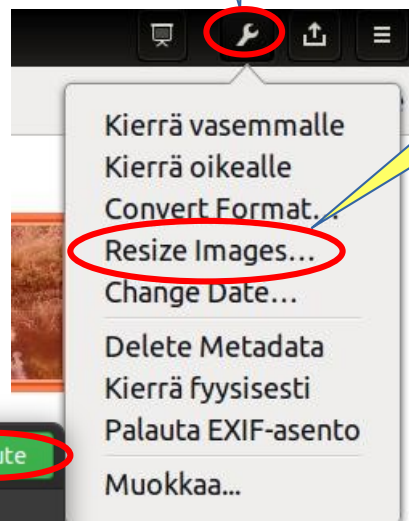 Kierrä vasemmalle
Kierrä oikealle
Convert Format...
Resize Images...
Change Date...
Delete Metadata
Kierrä fyysisesti
Palauta EXIF-asento
Muokkaa...